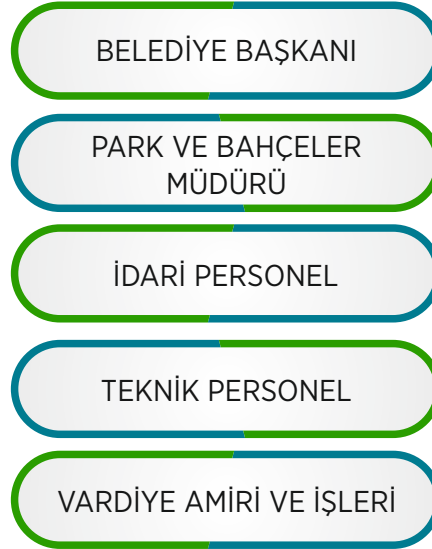 BELEDİYE BAŞKANI
PARK VE BAHÇELER
MÜDÜRÜ
İDARİ PERSONEL
TEKNİK PERSONEL
VARDİYE AMİRİ VE İŞLERİ